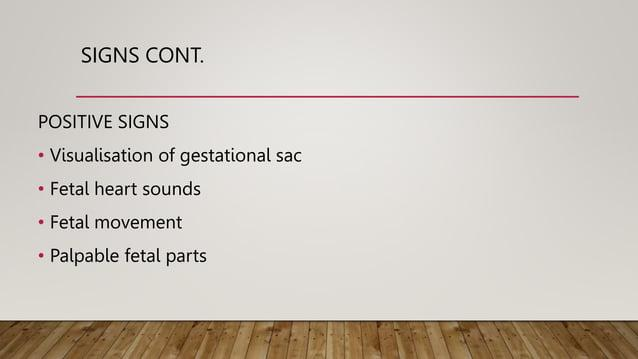 SIGNS CONT.
POSITIVE SIGNS
• Visualisation of gestational sac
• Fetal heart sounds
• Fetal movement
• Palpable fetal parts